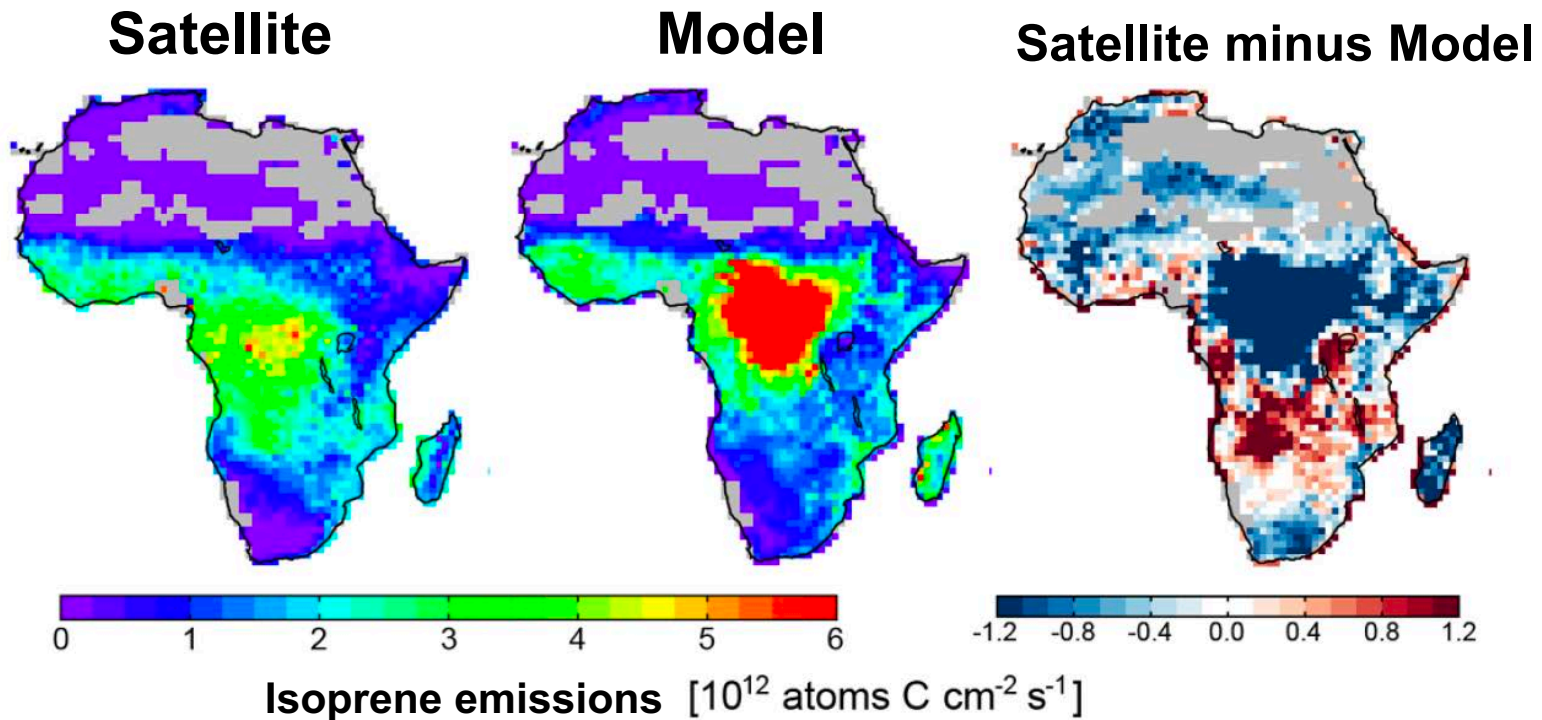 Satellite
Model
Satellite minus Model
0 1 2 3 4 5 6
-1.2 -0.8 -0.4 0.0 0.4 0.8 1.2
Isoprene emissions [10¹² atoms C cm⁻² s⁻¹]